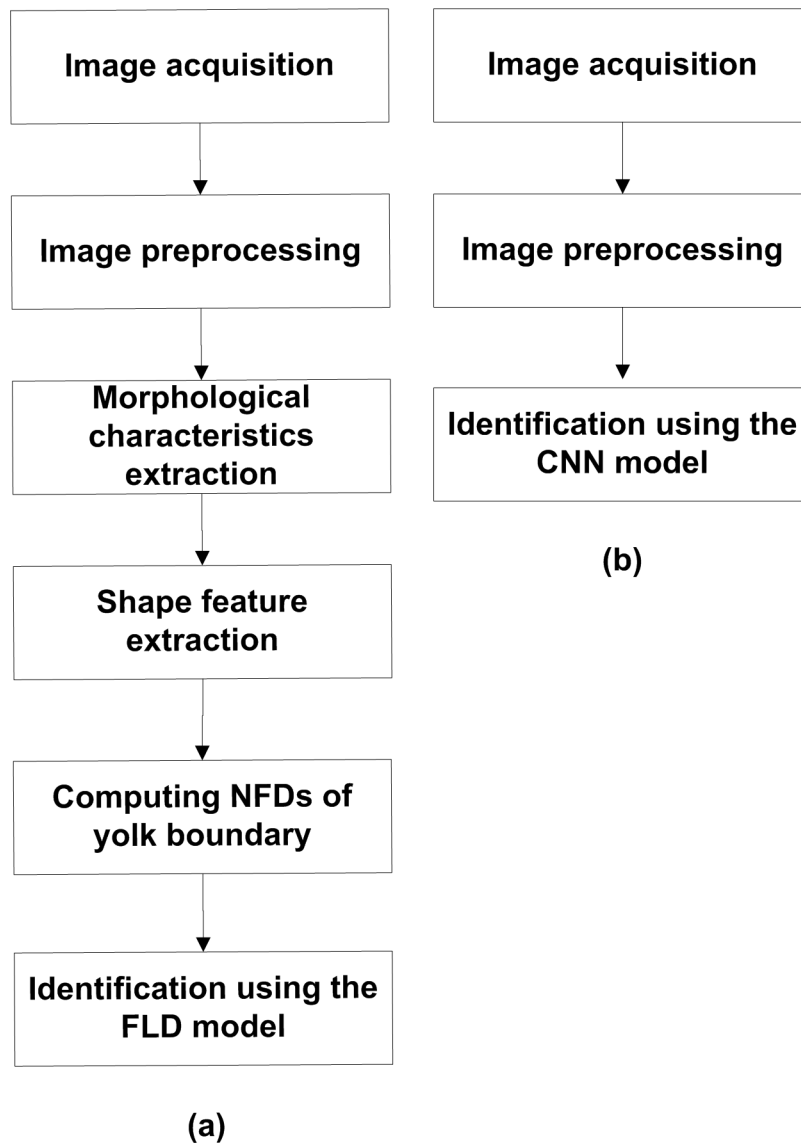 Image acquisition
Image preprocessing
Morphological
characteristics
extraction
Shape feature
extraction
Computing NFDs of
yolk boundary
Identification using the
FLD model
(a)
Image acquisition
Image preprocessing
Identification using the
CNN model
(b)